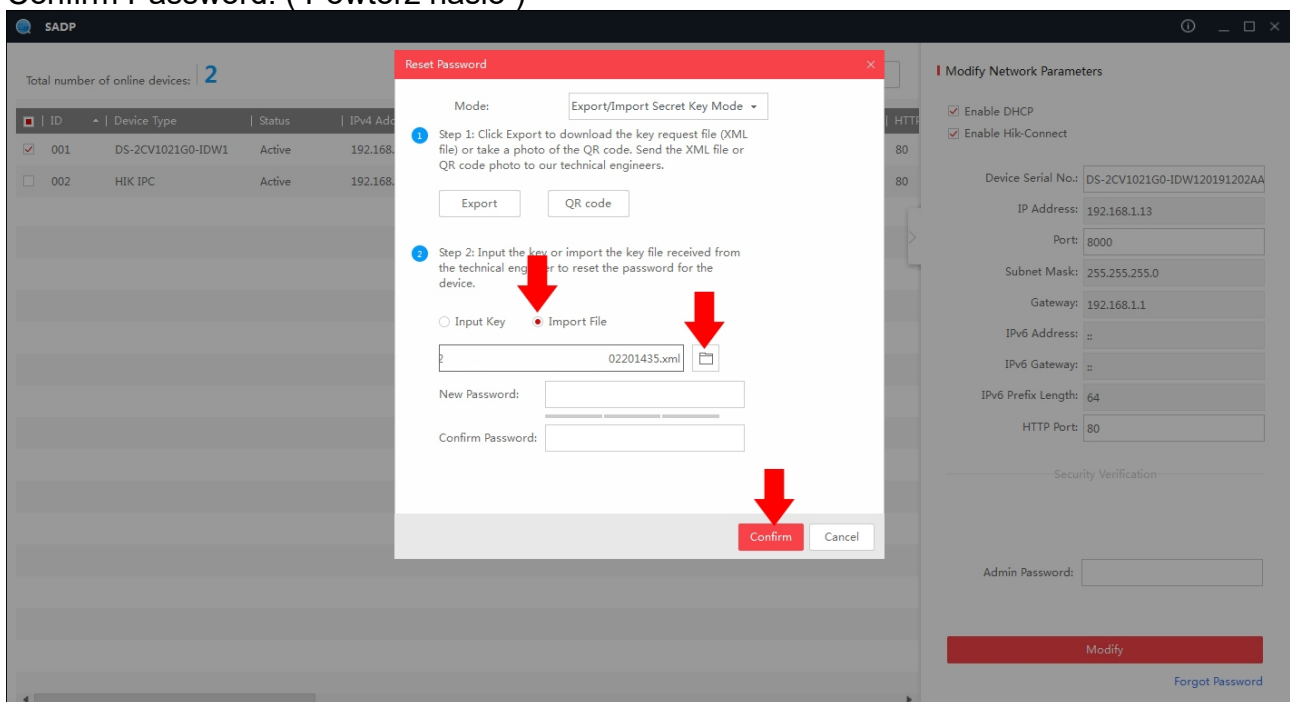 Confirm Password: ( Powtórz hasło )
SADP
Total number of online devices: 2
ID | Device Type | Status | IPv4 Add | HTTP
001 DS-2CV1021G0-IDW1 Active 192.168. 80
002 HIK IPC Active 192.168. 80
Reset Password
Mode: Export/Import Secret Key Mode
1 Step 1: Click Export to download the key request file (XML
file) or take a photo of the QR code. Send the XML file or
QR code photo to our technical engineers.
Export QR code
2 Step 2: Input the key or import the key file received from
the technical engineer to reset the password for the
device.
Input Key Import File
02201435.xml
New Password:
Confirm Password:
Confirm Cancel
Modify Network Parameters
Enable DHCP
Enable Hik-Connect
Device Serial No.: DS-2CV1021G0-IDW120191202AA
IP Address: 192.168.1.13
Port: 8000
Subnet Mask: 255.255.255.0
Gateway: 192.168.1.1
IPv6 Address: ::
IPv6 Gateway: ::
IPv6 Prefix Length: 64
HTTP Port: 80
Security Verification
Admin Password:
Modify
Forgot Password